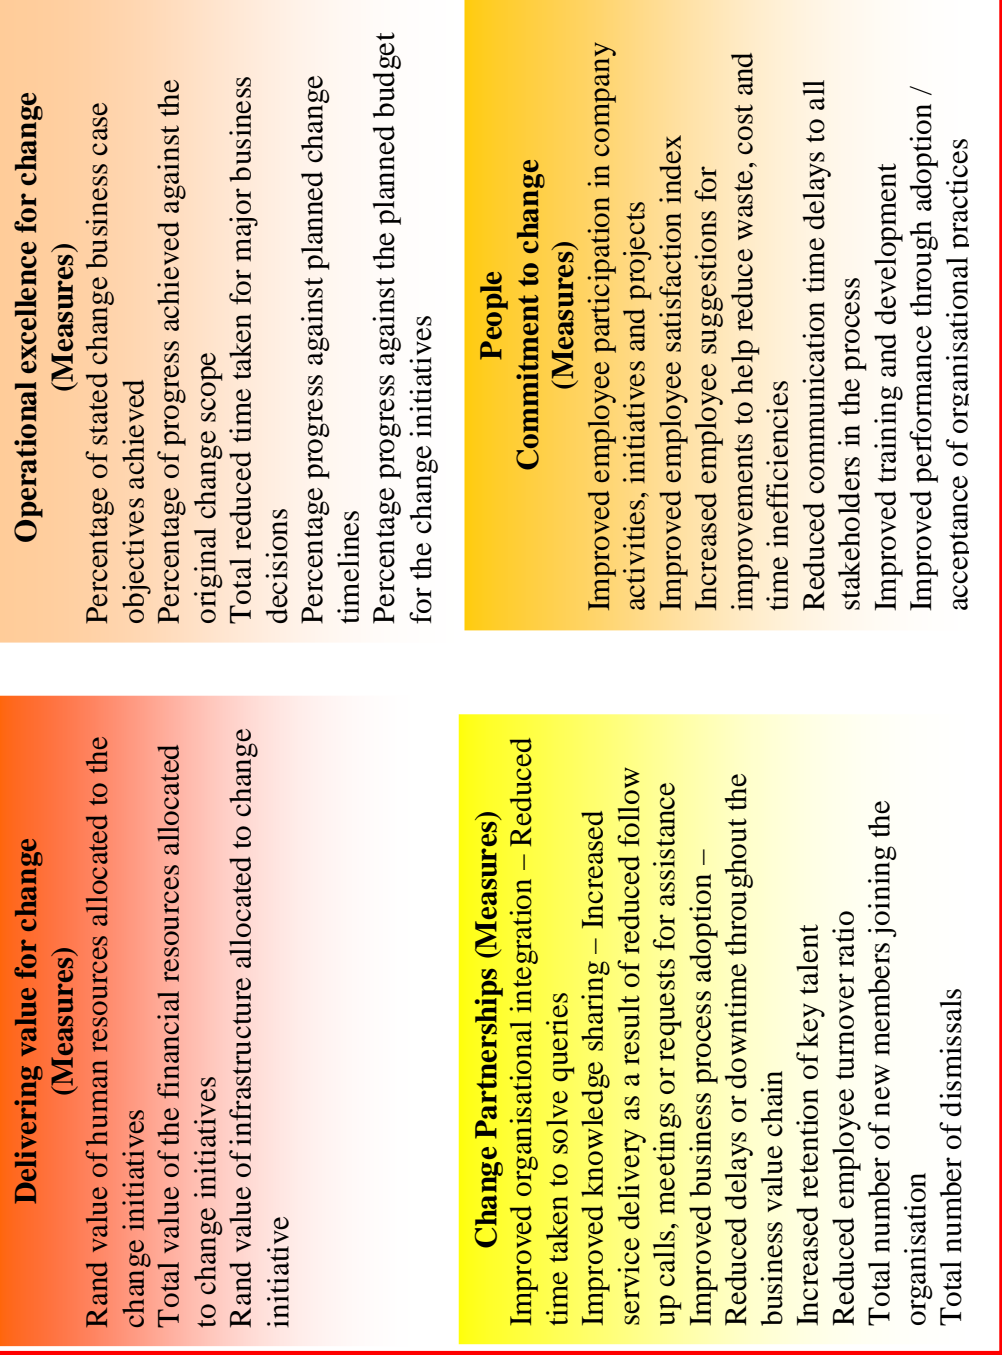 Delivering value for change
(Measures)
Rand value of human resources allocated to the
change initiatives
Total value of the financial resources allocated
to change initiatives
Rand value of infrastructure allocated to change
initiative
Operational excellence for change
(Measures)
Percentage of stated change business case
objectives achieved
Percentage of progress achieved against the
original change scope
Total reduced time taken for major business
decisions
Percentage progress against planned change
timelines
Percentage progress against the planned budget
for the change initiatives
Change Partnerships (Measures)
Improved organisational integration – Reduced
time taken to solve queries
Improved knowledge sharing – Increased
service delivery as a result of reduced follow
up calls, meetings or requests for assistance
Improved business process adoption –
Reduced delays or downtime throughout the
business value chain
Increased retention of key talent
Reduced employee turnover ratio
Total number of new members joining the
organisation
Total number of dismissals
People
Commitment to change
(Measures)
Improved employee participation in company
activities, initiatives and projects
Improved employee satisfaction index
Increased employee suggestions for
improvements to help reduce waste, cost and
time inefficiencies
Reduced communication time delays to all
stakeholders in the process
Improved training and development
Improved performance through adoption /
acceptance of organisational practices